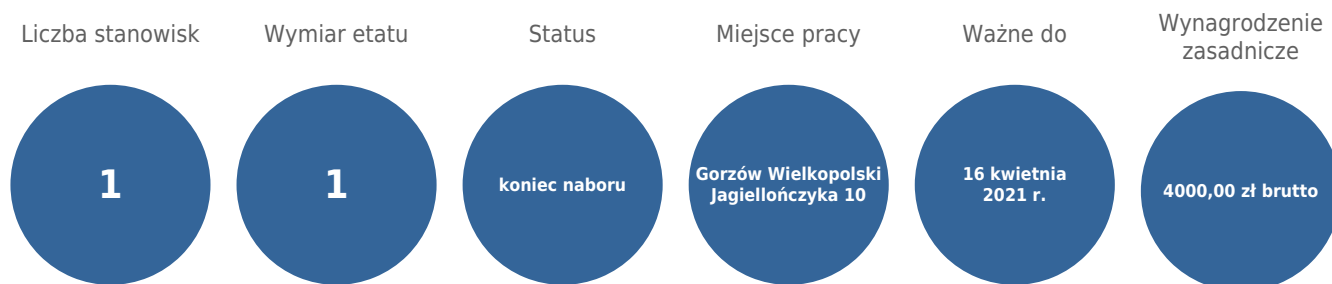 Liczba stanowisk
1
Wymiar etatu
1
Status
koniec naboru
Miejsce pracy
Gorzów Wielkopolski
Jagiellończyka 10
Ważne do
16 kwietnia
2021 r.
Wynagrodzenie
zasadnicze
4000,00 zł brutto